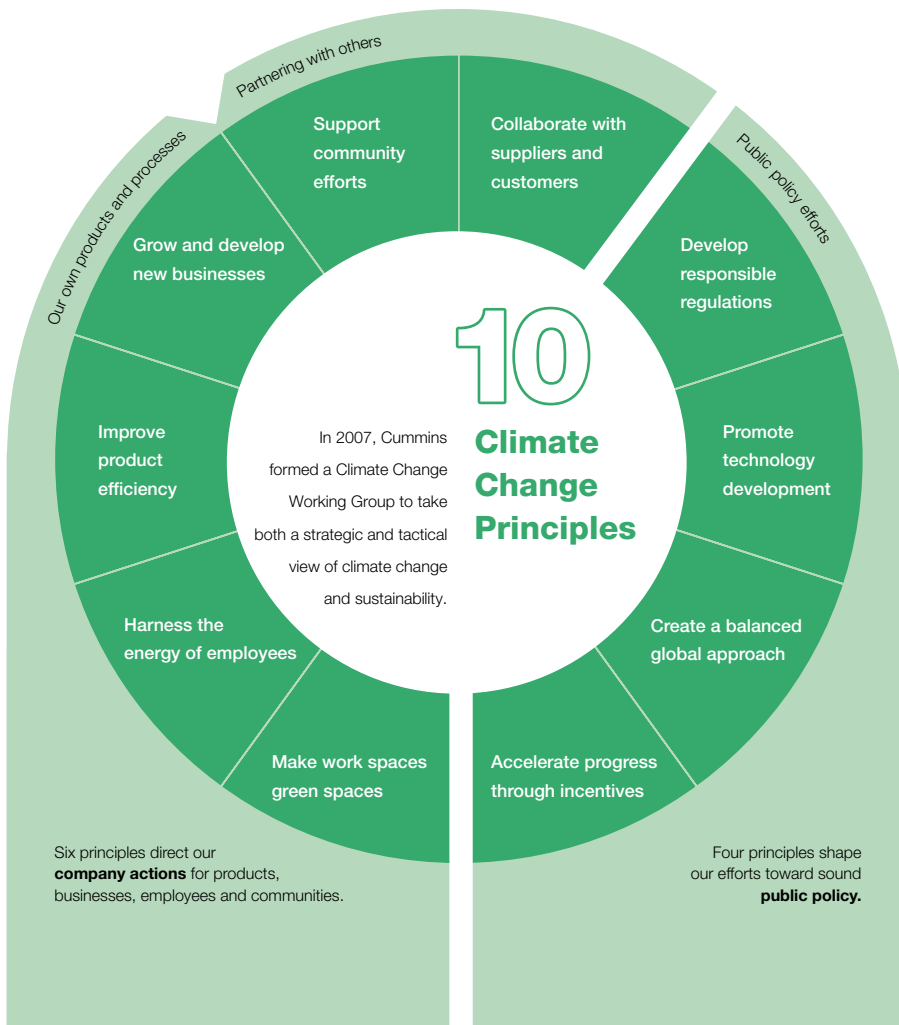 Partnering with others
Our own products and processes
Public policy efforts
Support
community
efforts
Collaborate with
suppliers and
customers
Grow and develop
new businesses
Develop
responsible
regulations
Improve
product
efficiency
Promote
technology
development
Harness the
energy of employees
Create a balanced
global approach
Make work spaces
green spaces
Accelerate progress
through incentives
10
Climate
Change
Principles
In 2007, Cummins
formed a Climate Change
Working Group to take
both a strategic and tactical
view of climate change
and sustainability.
Six principles direct our
company actions for products,
businesses, employees and communities.
Four principles shape
our efforts toward sound
public policy.